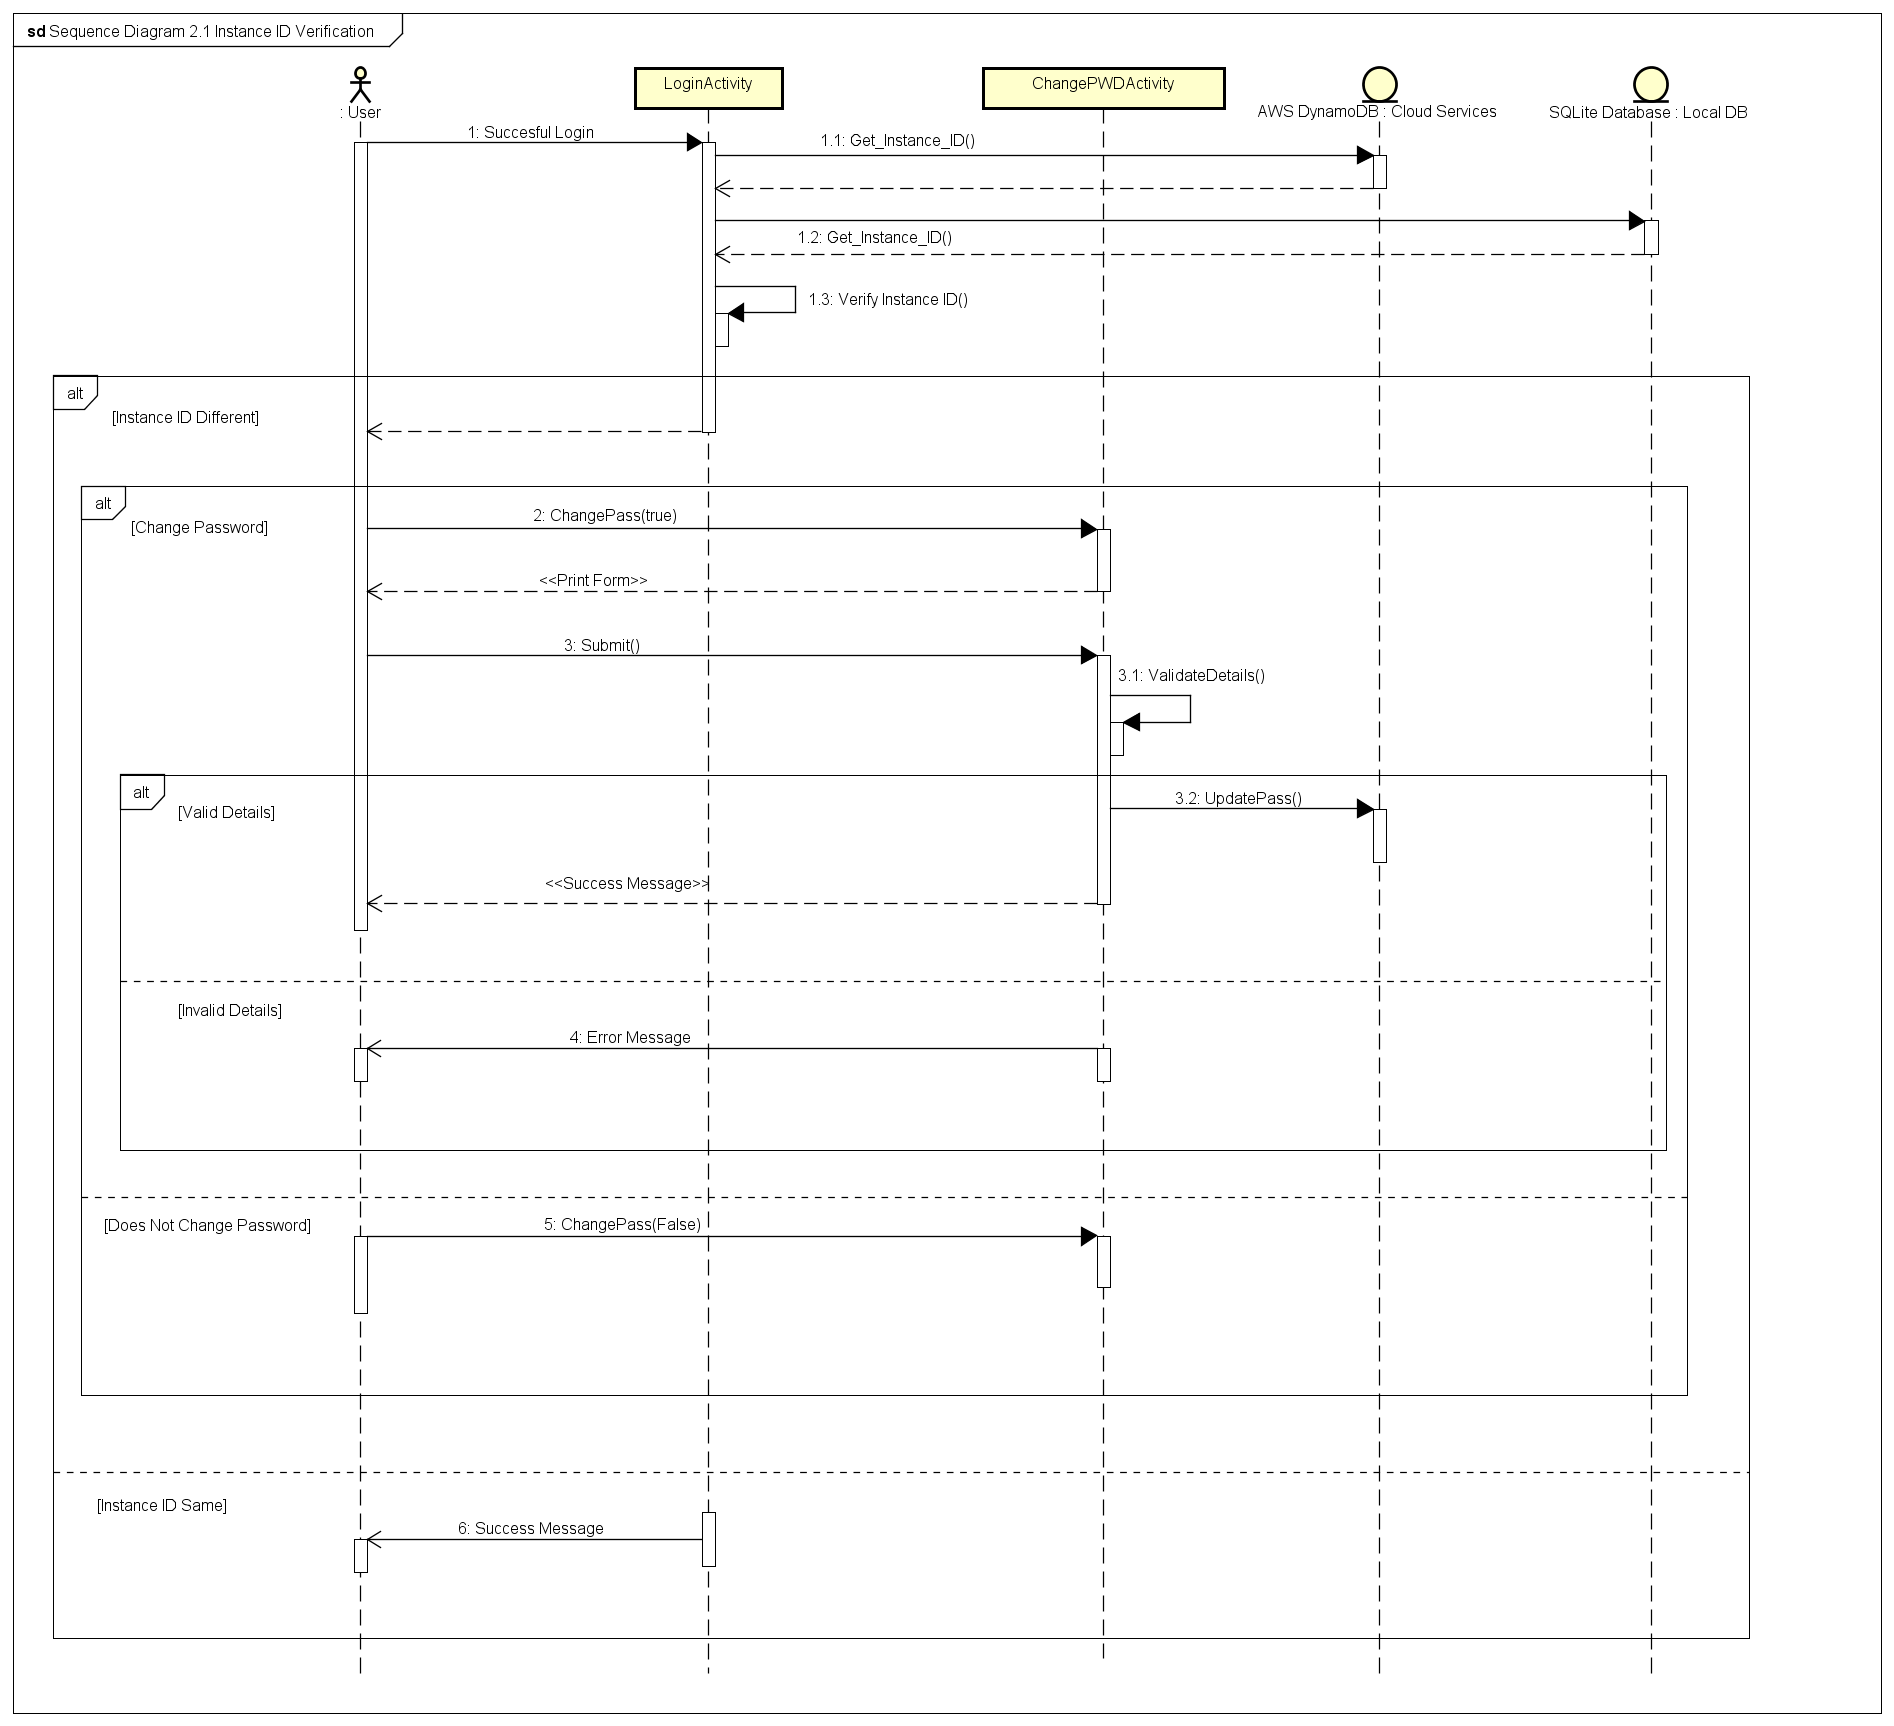 sd Sequence Diagram 2.1 Instance ID Verification
: User
LoginActivity
ChangePWDActivity
AWS DynamoDB : Cloud Services
SQLite Database : Local DB
1: Succesful Login
1.1: Get_Instance_ID()
1.2: Get_Instance_ID()
1.3: Verify Instance ID()
alt
[Instance ID Different]
alt
[Change Password]
2: ChangePass(true)
<<Print Form>>
3: Submit()
3.1: ValidateDetails()
alt
[Valid Details]
3.2: UpdatePass()
<<Success Message>>
[Invalid Details]
4: Error Message
[Does Not Change Password]
5: ChangePass(False)
[Instance ID Same]
6: Success Message